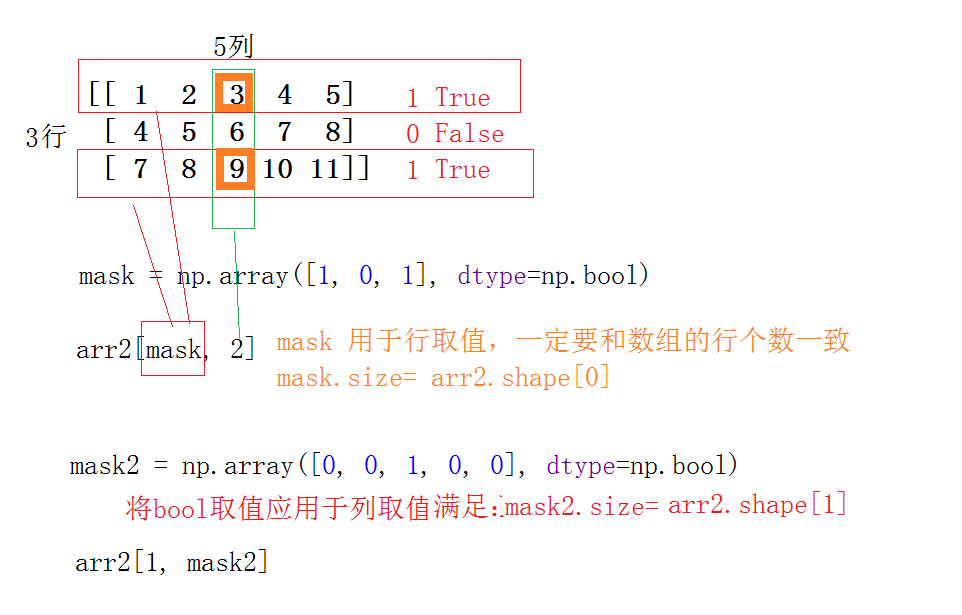 5列
[[ 1 2 3 4 5] 1 True
3行 [ 4 5 6 7 8] 0 False
[ 7 8 9 10 11]] 1 True
mask = np.array([1, 0, 1], dtype=np.bool)
arr2[mask, 2] mask 用于行取值，一定要和数组的行个数一致
mask.size= arr2.shape[0]
mask2 = np.array([0, 0, 1, 0, 0], dtype=np.bool)
将bool取值应用于列取值满足:mask2.size= arr2.shape[1]
arr2[1, mask2]